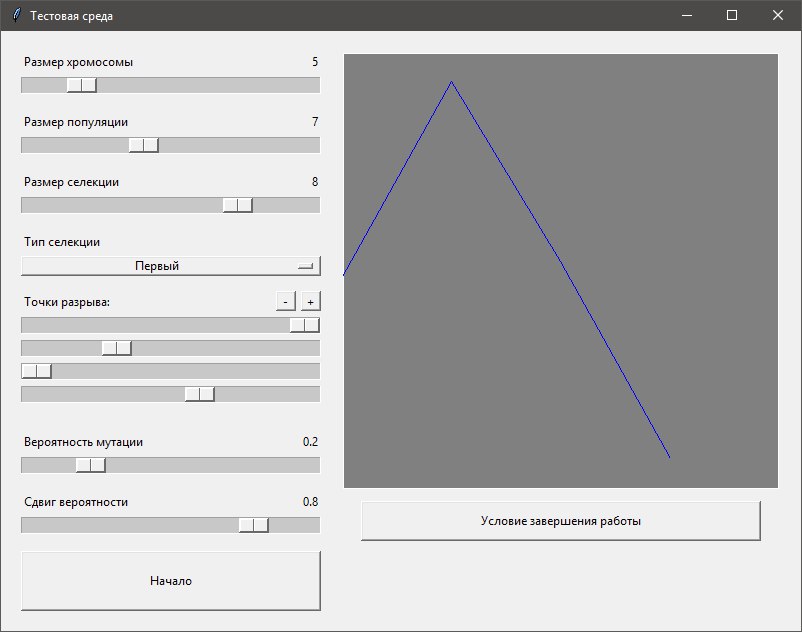 Тестовая среда
Размер хромосомы 5
Размер популяции 7
Размер селекции 8
Тип селекции
Первый
Точки разрыва: - +
Вероятность мутации 0.2
Сдвиг вероятности 0.8
Начало
Условие завершения работы